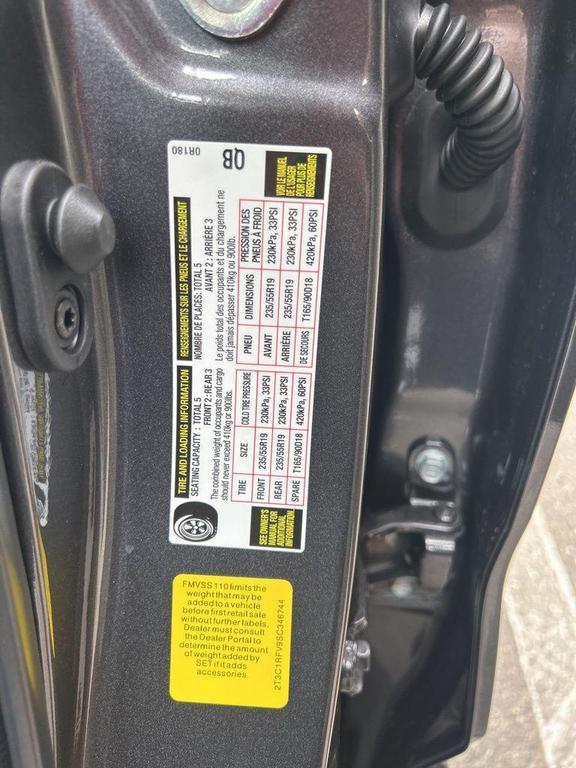 TIRE AND LOADING INFORMATION
SEATING CAPACITY : TOTAL 5
FRONT 2 : REAR 3
The combined weight of occupants and cargo
should never exceed 410kg or 900lbs.
TIRE SIZE COLD TIRE PRESSURE
FRONT 235/55R19 230kPa, 33PSI
REAR 235/55R19 230kPa, 33PSI
SPARE T165/90D18 420kPa, 60PSI
SEE OWNER'S
MANUAL FOR
ADDITIONAL
INFORMATION.
RENSEIGNEMENTS SUR LES PNEUS ET LE CHARGEMENT
NOMBRE DE PLACES: TOTAL 5
AVANT 2 : ARRIÈRE 3
Le poids total des occupants et du chargement ne
doit jamais dépasser 410kg ou 900lb.
PNEU DIMENSIONS PRESSION DES
PNEUS À FROID
AVANT 235/55R19 230kPa, 33PSI
ARRIÈRE 235/55R19 230kPa, 33PSI
DE SECOURS T165/90D18 420kPa, 60PSI
VOIR LE MANUEL
DE L'USAGER
POUR PLUS DE
RENSEIGNEMENTS
QB
0R180
FMVSS 110 limits the
weight that may be
added to a vehicle
before first retail sale
without further labels.
Dealer must consult
the Dealer Portal to
determine the amount
of weight added by
SET if it adds
accessories.
2T3C1RFV9SC346744